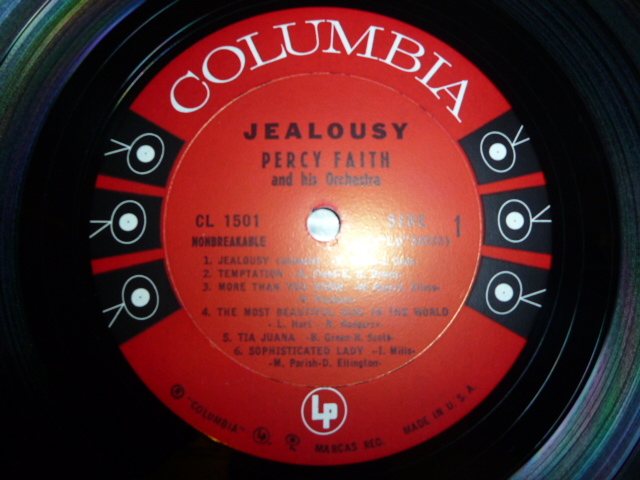 COLUMBIA
JEALOUSY
PERCY FAITH
and his Orchestra
CL 1501 SIDE 1
NONBREAKABLE
1. JEALOUSY
2. TEMPTATION
3. MORE THAN YOU KNOW
4. THE MOST BEAUTIFUL GIRL IN THE WORLD
-L. Hart - R. Rodgers-
5. TIA JUANA -B. Green
6. SOPHISTICATED LADY -I. Mills-
-M. Parish-D. Ellington-
Lp
"COLUMBIA" MARCAS REG. MADE IN U. S. A.